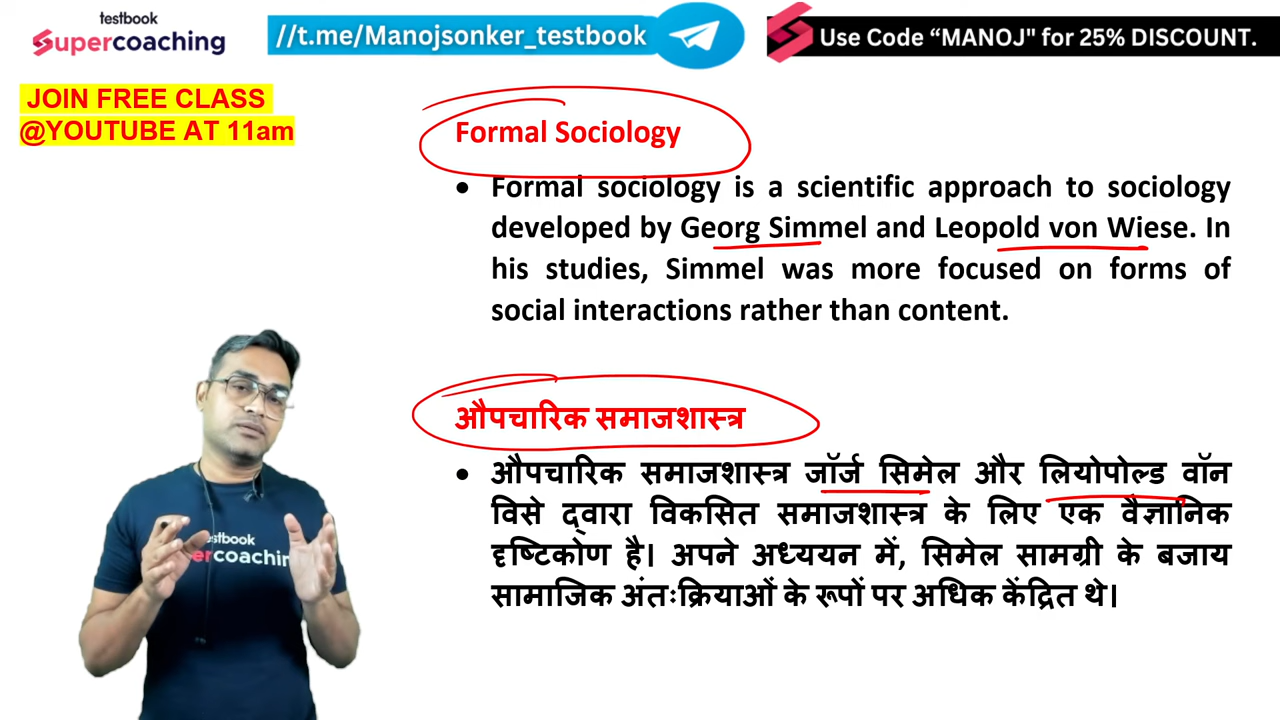 testbook
Supercoaching
//t.me/Manojsonker_testbook
Use Code “MANOJ" for 25% DISCOUNT.
JOIN FREE CLASS
@YOUTUBE AT 11am
Formal Sociology
• Formal sociology is a scientific approach to sociology
developed by Georg Simmel and Leopold von Wiese. In
his studies, Simmel was more focused on forms of
social interactions rather than content.
औपचारिक समाजशास्त्र
• औपचारिक समाजशास्त्र जॉर्ज सिमेल और लियोपोल्ड वॉन
विसे द्वारा विकसित समाजशास्त्र के लिए एक वैज्ञानिक
दृष्टिकोण है। अपने अध्ययन में, सिमेल सामग्री के बजाय
सामाजिक अंतःक्रियाओं के रूपों पर अधिक केंद्रित थे।
estbook
ercoaching